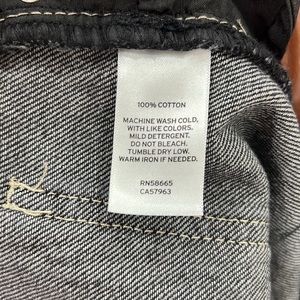 100% COTTON
MACHINE WASH COLD,
WITH LIKE COLORS.
MILD DETERGENT.
DO NOT BLEACH.
TUMBLE DRY LOW.
WARM IRON IF NEEDED.
RN58665
CA57963